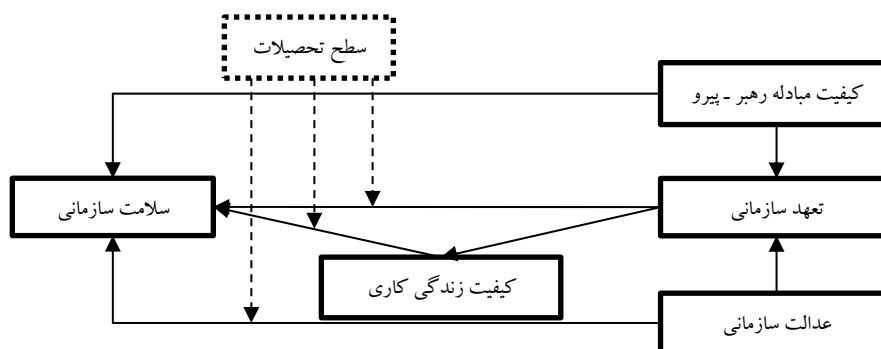 سطح تحصیلات
کیفیت مبادله رهبر ـ پیرو
تعهد سازمانی
سلامت سازمانی
کیفیت زندگی کاری
عدالت سازمانی